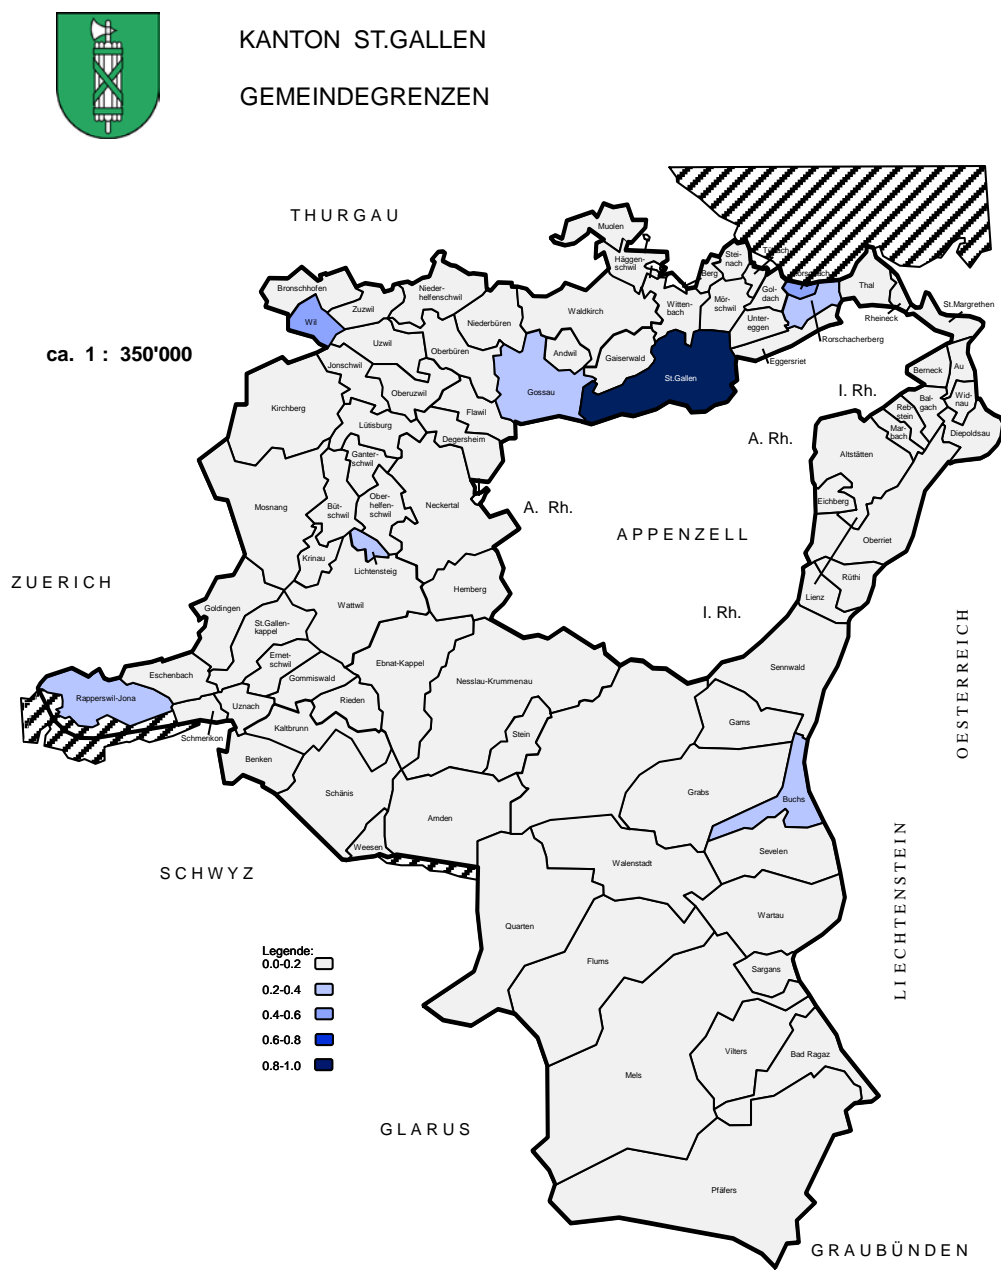 KANTON ST.GALLEN
GEMEINDEGRENZEN
THURGAU
Muolen
Häggen-
schwil
Stei-
nach
Tübach
Berg
Rorschach
Gol-
dach
Thal
Bronschhofen
Nieder-
helfenschwil
Zuzwil
Wil
Niederbüren
Waldkirch
Witten-
bach
Mör-
schwil
Unter-
eggen
Rheineck
St.Margrethen
Rorschacherberg
ca. 1 : 350'000
Uzwil
Oberbüren
Andwil
Gaiserwald
Eggersriet
Jonschwil
St.Gallen
Berneck
Au
Kirchberg
Oberuzwil
Gossau
I. Rh.
Wid-
nau
Bal-
gach
Reb-
stein
Flawil
Lütisburg
Degersheim
A. Rh.
Mar-
bach
Diepoldsau
Ganter-
schwil
Altstätten
Mosnang
Büt-
schwil
Ober-
helfen-
schwil
Neckertal
A. Rh.
Eichberg
APPENZELL
Oberriet
Krinau
Lichtensteig
ZUERICH
Rüthi
Hemberg
Lienz
Goldingen
Wattwil
I. Rh.
St.Gallen-
kappel
OESTERREICH
Ernet-
schwil
Ebnat-Kappel
Sennwald
Eschenbach
Gommiswald
Nesslau-Krummenau
Rapperswil-Jona
Uznach
Rieden
Gams
Schmerikon
Kaltbrunn
Stein
Benken
Schänis
Grabs
Buchs
Amden
Weesen
Sevelen
Walenstadt
SCHWYZ
LIECHTENSTEIN
Wartau
Quarten
Legende:
0.0-0.2
0.2-0.4
0.4-0.6
0.6-0.8
0.8-1.0
Flums
Sargans
Vilters
Bad Ragaz
Mels
GLARUS
Pfäfers
GRAUBÜNDEN